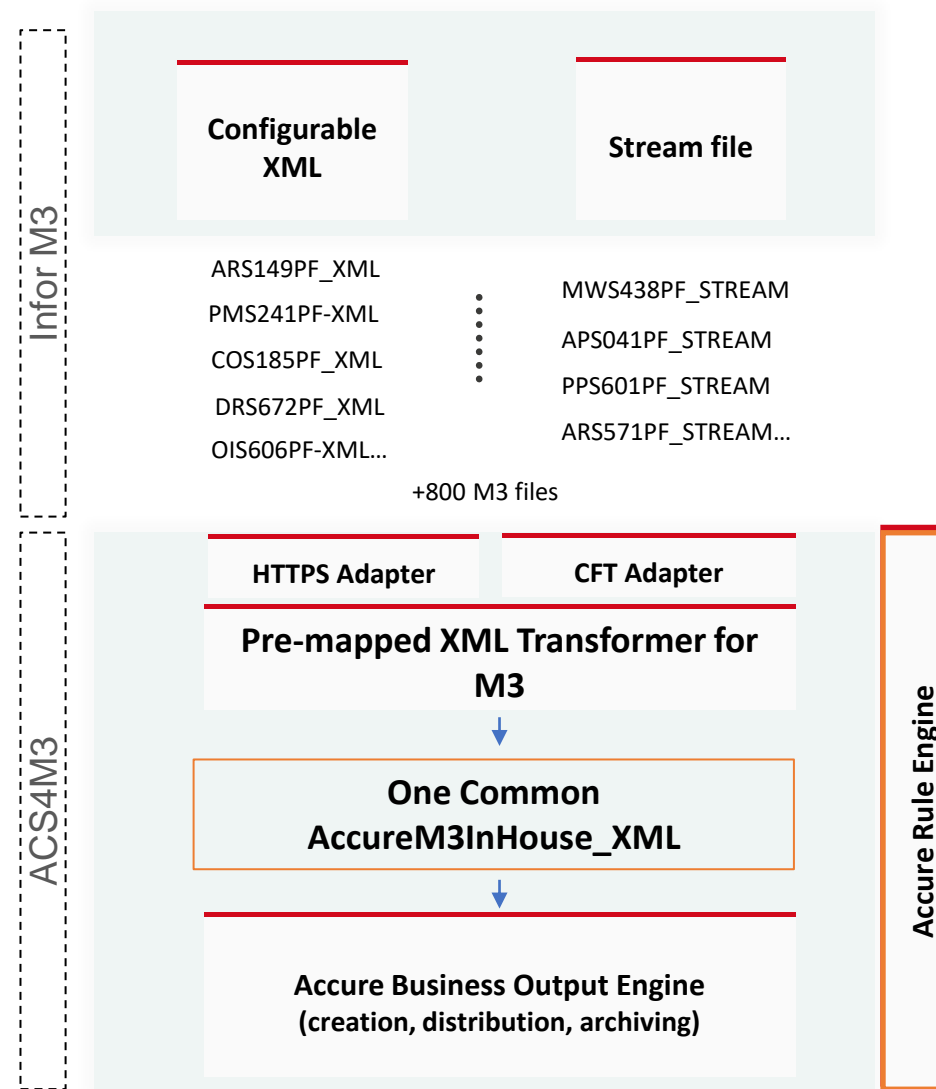 Infor M3
Configurable
XML
Stream file
ARS149PF_XML
PMS241PF-XML
COS185PF_XML
DRS672PF_XML
OIS606PF-XML...
MWS438PF_STREAM
APS041PF_STREAM
PPS601PF_STREAM
ARS571PF_STREAM...
+800 M3 files
ACS4M3
HTTPS Adapter
CFT Adapter
Pre-mapped XML Transformer for
M3
One Common
AccureM3InHouse_XML
Accure Business Output Engine
(creation, distribution, archiving)
Accure Rule Engine